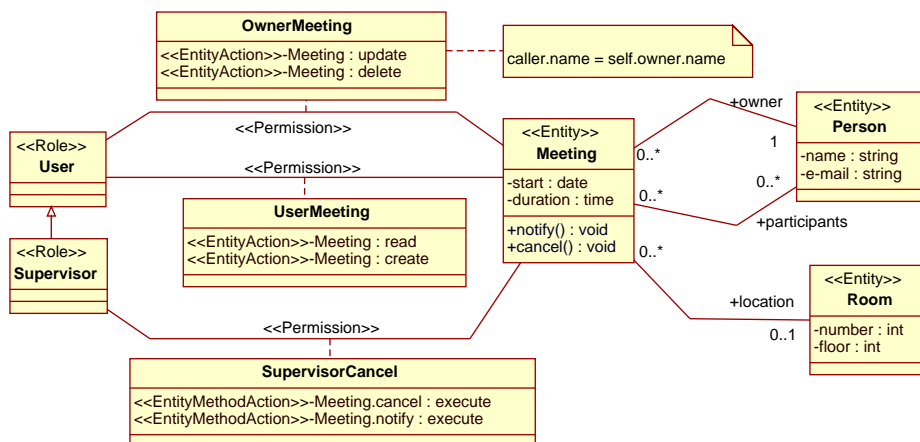 OwnerMeeting
<<EntityAction>>-Meeting : update
<<EntityAction>>-Meeting : delete
caller.name = self.owner.name
<<Permission>>
<<Role>>
User
<<Permission>>
UserMeeting
<<EntityAction>>-Meeting : read
<<EntityAction>>-Meeting : create
<<Role>>
Supervisor
<<Permission>>
SupervisorCancel
<<EntityMethodAction>>-Meeting.cancel : execute
<<EntityMethodAction>>-Meeting.notify : execute
<<Entity>>
Meeting
-start : date
-duration : time
+notify() : void
+cancel() : void
+owner
0..*
1
0..*
0..*
+participants
0..*
+location
0..1
<<Entity>>
Person
-name : string
-e-mail : string
<<Entity>>
Room
-number : int
-floor : int